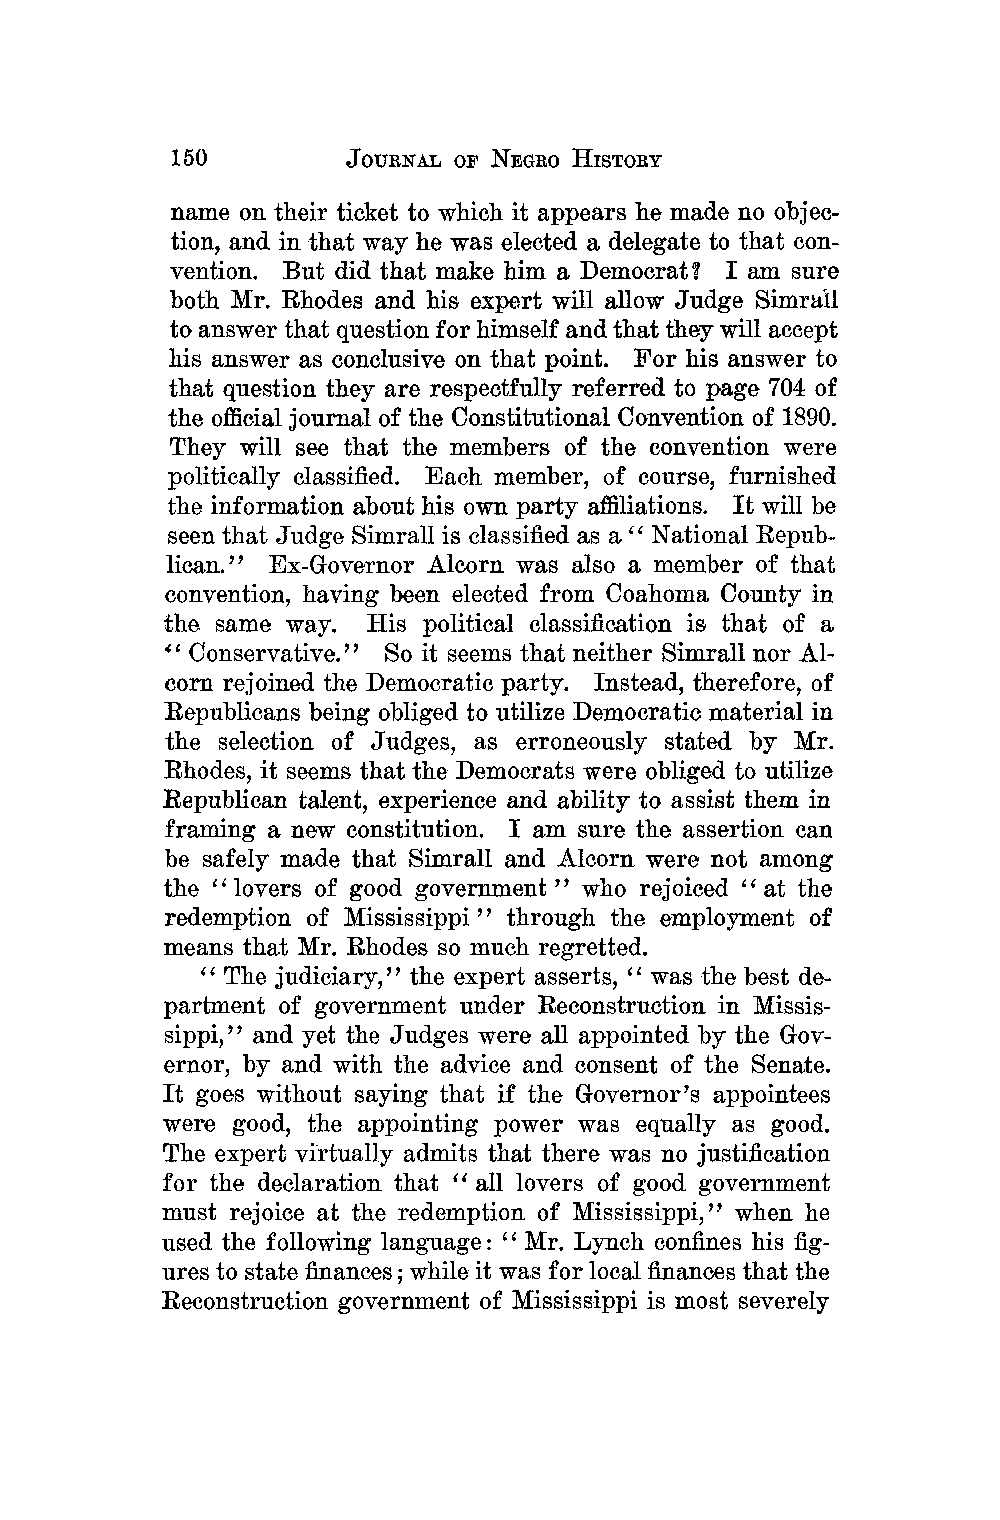 150 JOURNAL OF NEGRO HISTORY
name on their ticket to which it appears he made no objec-
tion, and in that way he was elected a delegate to that con-
vention. But did that make him a Democrat? I am sure
both Mr. Rhodes and his expert will allow Judge Simrall
to answer that question for himself and that they will accept
his answer as conclusive on that point. For his answer to
that question they are respectfully referred to page 704 of
the official journal of the Constitutional Convention of 1890.
They will see that the members of the convention were
politically classified. Each member, of course, furnished
the information about his own party affiliations. It will be
seen that Judge Simrall is classified as a “ National Repub-
lican.” Ex-Governor Alcorn was also a member of that
convention, having been elected from Coahoma County in
the same way. His political classification is that of a
“ Conservative.” So it seems that neither Simrall nor Al-
corn rejoined the Democratic party. Instead, therefore, of
Republicans being obliged to utilize Democratic material in
the selection of Judges, as erroneously stated by Mr.
Rhodes, it seems that the Democrats were obliged to utilize
Republican talent, experience and ability to assist them in
framing a new constitution. I am sure the assertion can
be safely made that Simrall and Alcorn were not among
the “ lovers of good government ” who rejoiced “ at the
redemption of Mississippi ” through the employment of
means that Mr. Rhodes so much regretted.
“ The judiciary,” the expert asserts, “ was the best de-
partment of government under Reconstruction in Missis-
sippi,” and yet the Judges were all appointed by the Gov-
ernor, by and with the advice and consent of the Senate.
It goes without saying that if the Governor's appointees
were good, the appointing power was equally as good.
The expert virtually admits that there was no justification
for the declaration that “ all lovers of good government
must rejoice at the redemption of Mississippi,” when he
used the following language: “ Mr. Lynch confines his fig-
ures to state finances; while it was for local finances that the
Reconstruction government of Mississippi is most severely